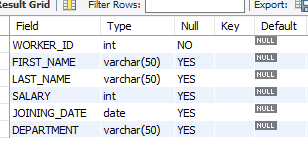 Result Grid Filter Rows: Export:
Field Type Null Key Default
WORKER_ID int NO NULL
FIRST_NAME varchar(50) YES NULL
LAST_NAME varchar(50) YES NULL
SALARY int YES NULL
JOINING_DATE date YES NULL
DEPARTMENT varchar(50) YES NULL